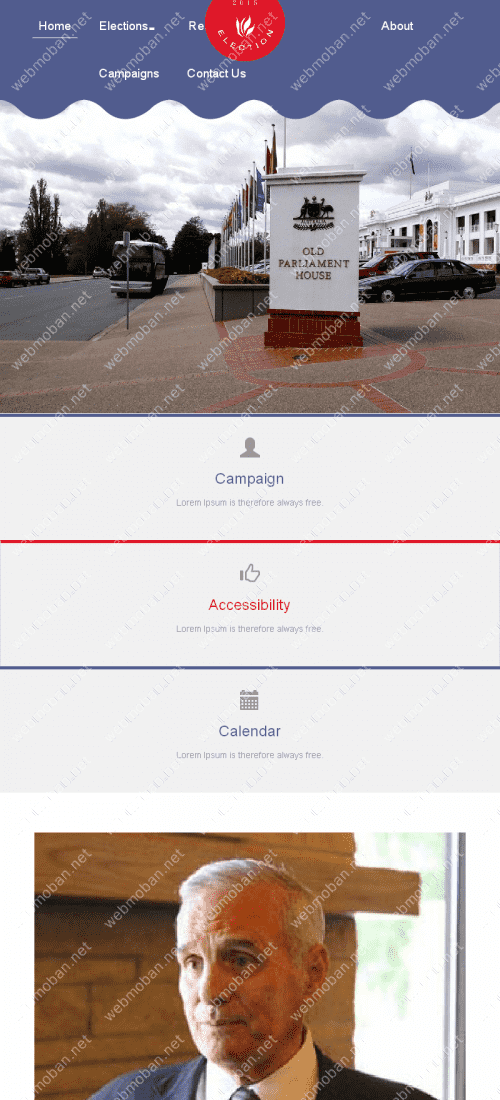 2015
ELECTION
Home
Elections
Re
About
Campaigns
Contact Us
OLD
PARLIAMENT
HOUSE
Campaign
Lorem Ipsum is therefore always free.
Accessibility
Lorem Ipsum is therefore always free.
Calendar
Lorem Ipsum is therefore always free.
webmoban.net